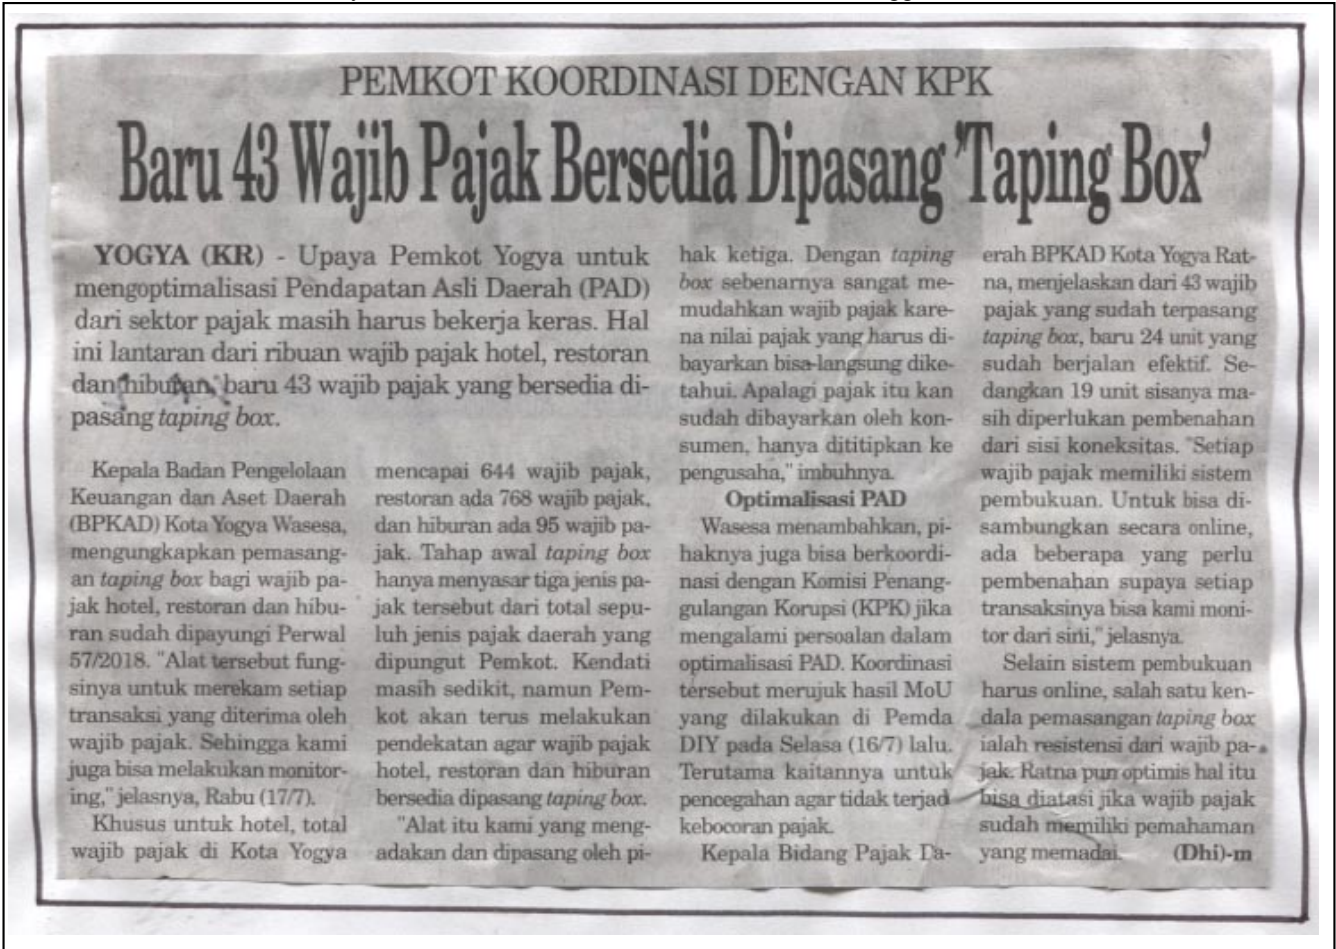 PEMKOT KOORDINASI DENGAN KPK
Baru 43 Wajib Pajak Bersedia Dipasang 'Taping Box'
YOGYA (KR) - Upaya Pemkot Yogya untuk
mengoptimalisasi Pendapatan Asli Daerah (PAD)
dari sektor pajak masih harus bekerja keras. Hal
ini lantaran dari ribuan wajib pajak hotel, restoran
dan hiburan, baru 43 wajib pajak yang bersedia di-
pasang taping box.
Kepala Badan Pengelolaan
Keuangan dan Aset Daerah
(BPKAD) Kota Yogya Wasesa,
mengungkapkan pemasang-
an taping box bagi wajib pa-
jak hotel, restoran dan hibu-
ran sudah dipayungi Perwal
57/2018. "Alat tersebut fung-
sinya untuk merekam setiap
transaksi yang diterima oleh
wajib pajak. Sehingga kami
juga bisa melakukan monitor-
ing," jelasnya, Rabu (17/7).
Khusus untuk hotel, total
wajib pajak di Kota Yogya
mencapai 644 wajib pajak,
restoran ada 768 wajib pajak,
dan hiburan ada 95 wajib pa-
jak. Tahap awal taping box
hanya menyasar tiga jenis pa-
jak tersebut dari total sepu-
luh jenis pajak daerah yang
dipungut Pemkot. Kendati
masih sedikit, namun Pem-
kot akan terus melakukan
pendekatan agar wajib pajak
hotel, restoran dan hiburan
bersedia dipasang taping box.
"Alat itu kami yang meng-
adakan dan dipasang oleh pi-
hak ketiga. Dengan taping
box sebenarnya sangat me-
mudahkan wajib pajak kare-
na nilai pajak yang harus di-
bayarkan bisa langsung dike-
tahui. Apalagi pajak itu kan
sudah dibayarkan oleh kon-
sumen, hanya dititipkan ke
pengusaha," imbuhnya.
Optimalisasi PAD
Wasesa menambahkan, pi-
haknya juga bisa berkoordi-
nasi dengan Komisi Penang-
gulangan Korupsi (KPK) jika
mengalami persoalan dalam
optimalisasi PAD. Koordinasi
tersebut merujuk hasil MoU
yang dilakukan di Pemda
DIY pada Selasa (16/7) lalu.
Terutama kaitannya untuk
pencegahan agar tidak terjad
kebocoran pajak.
Kepala Bidang Pajak Da-
erah BPKAD Kota Yogya Rat-
na, menjelaskan dari 43 wajib
pajak yang sudah terpasang
taping box, baru 24 unit yang
sudah berjalan efektif. Se-
dangkan 19 unit sisanya ma-
sih diperlukan pembenahan
dari sisi koneksitas. "Setiap
wajib pajak memiliki sistem
pembukuan. Untuk bisa di-
sambungkan secara online,
ada beberapa yang perlu
pembenahan supaya setiap
transaksinya bisa kami moni-
tor dari sini," jelasnya.
Selain sistem pembukuan
harus online, salah satu ken-
dala pemasangan taping box
ialah resistensi dari wajib pa-
jak. Ratna pun optimis hal itu
bisa diatasi jika wajib pajak
sudah memiliki pemahaman
yang memadai. (Dhi)-m